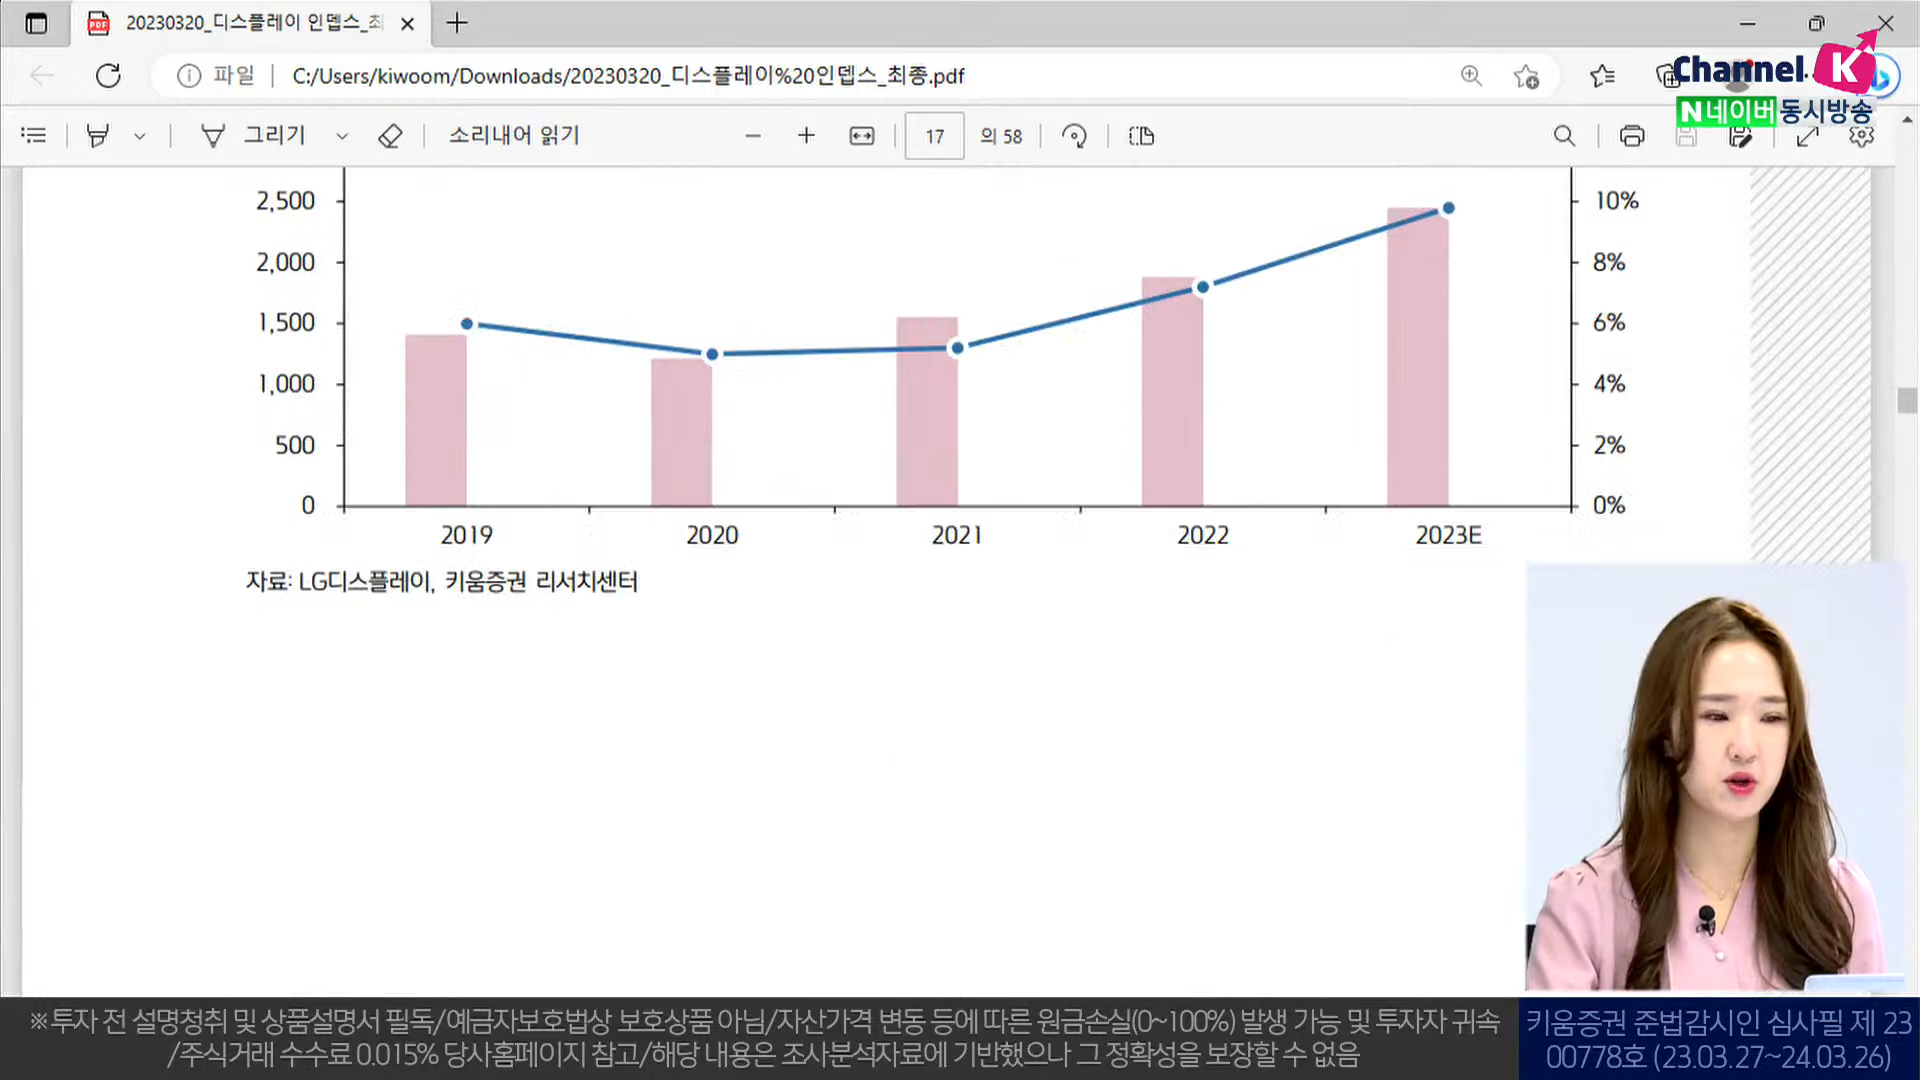 20230320_디스플레이 인뎁스_최
파일
C:/Users/kiwoom/Downloads/20230320_디스플레이%20인뎁스_최종.pdf
Channel K
N 네이버 동시방송
그리기
소리내어 읽기
17 의 58
2,500
10%
2,000
8%
1,500
6%
1,000
4%
500
2%
0
0%
2019 2020 2021 2022 2023E
자료: LG디스플레이, 키움증권 리서치센터
※투자 전 설명청취 및 상품설명서 필독/예금자보호법상 보호상품 아님/자산가격 변동 등에 따른 원금손실(0~100%) 발생 가능 및 투자자 귀속
/주식거래 수수료 0.015% 당사홈페이지 참고/해당 내용은 조사분석자료에 기반했으나 그 정확성을 보장할 수 없음
키움증권 준법감시인 심사필 제 23
00778호 (23.03.27~24.03.26)